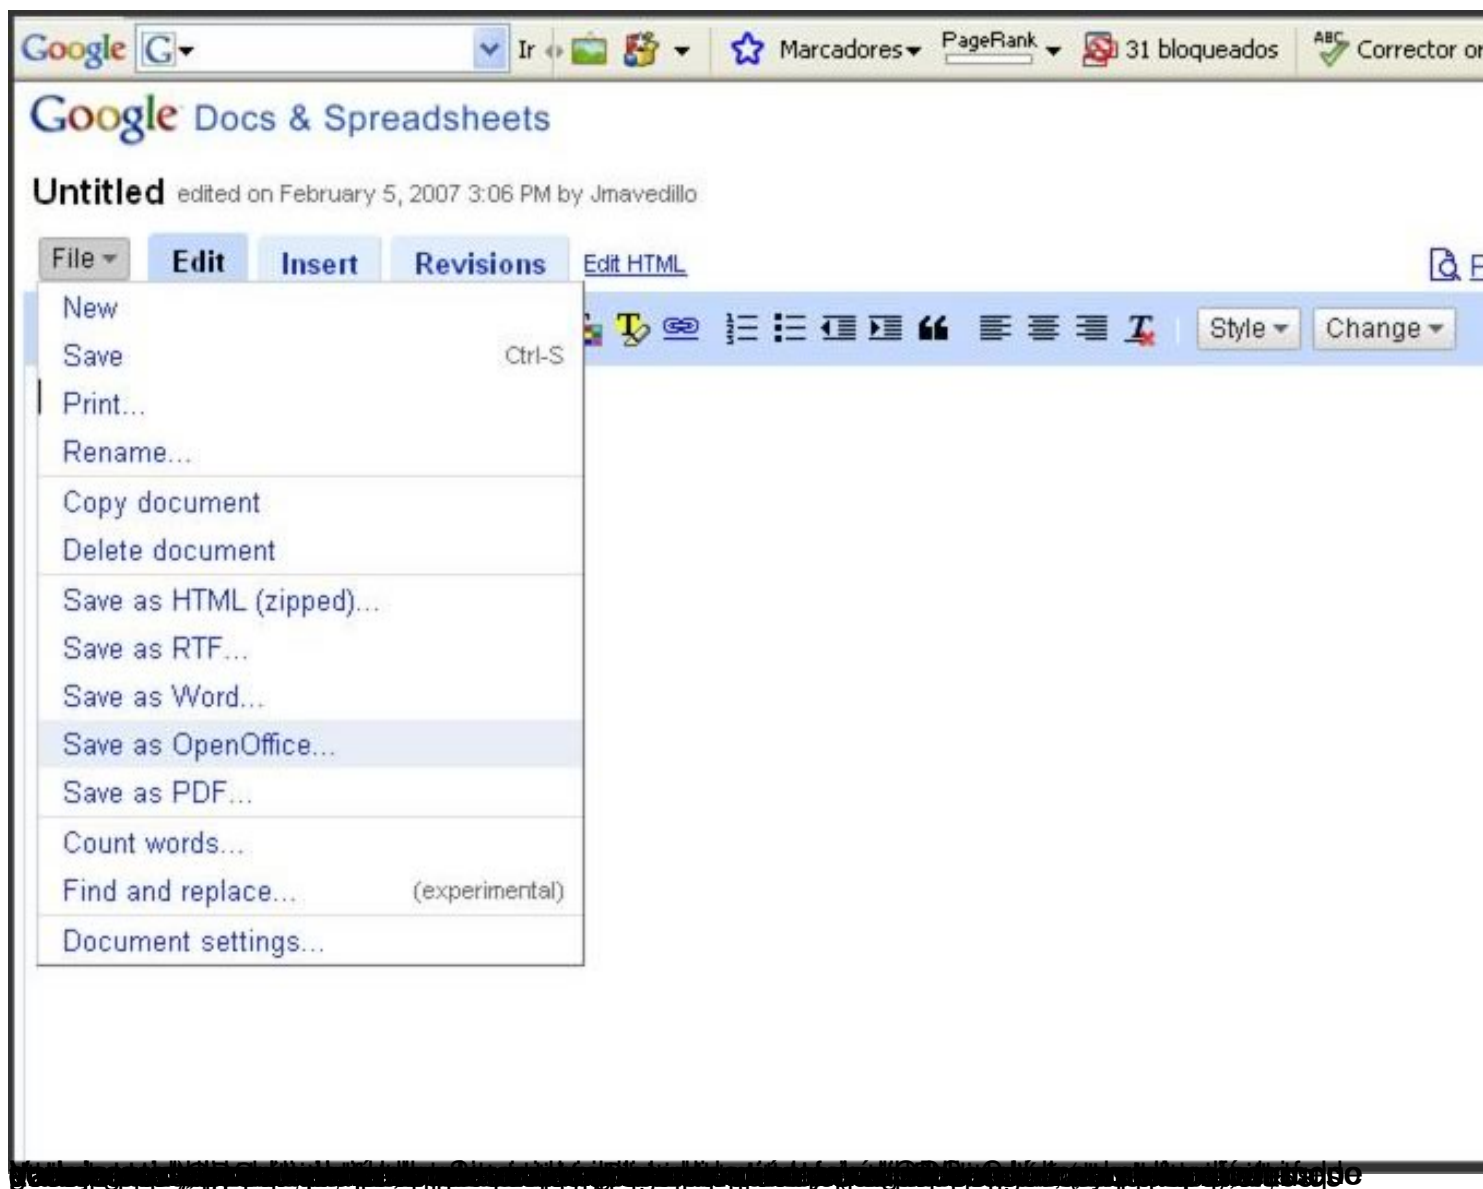 Google G Ir Marcadores PageRank 31 bloqueados ABC Corrector
Google Docs & Spreadsheets
Untitled edited on February 5, 2007 3:06 PM by Jmavedillo
File Edit Insert Revisions Edit HTML
Style Change
New
Save Ctrl-S
Print...
Rename...
Copy document
Delete document
Save as HTML (zipped)...
Save as RTF...
Save as Word...
Save as OpenOffice...
Save as PDF...
Count words...
Find and replace... (experimental)
Document settings...